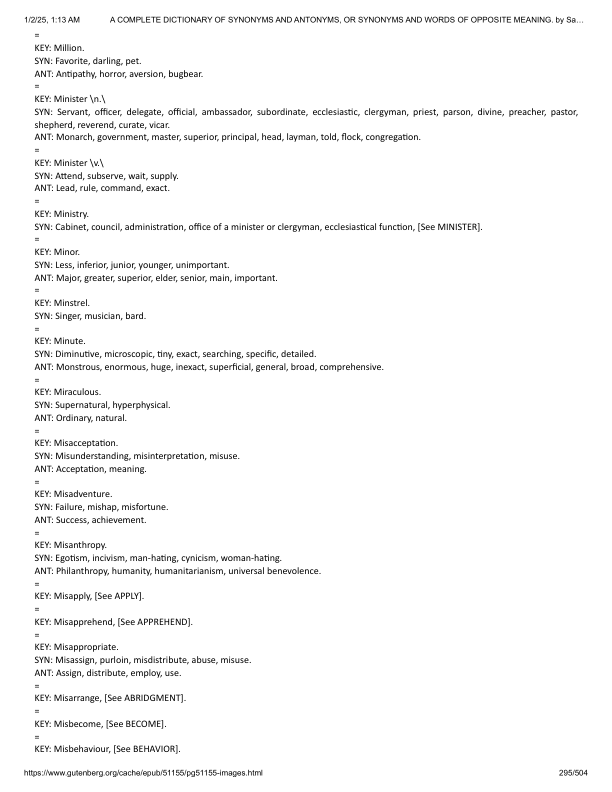 1/2/25, 1:13 AM A COMPLETE DICTIONARY OF SYNONYMS AND ANTONYMS, OR SYNONYMS AND WORDS OF OPPOSITE MEANING. by Sa…
=
KEY: Million.
SYN: Favorite, darling, pet.
ANT: Antipathy, horror, aversion, bugbear.
=
KEY: Minister \n.\
SYN: Servant, officer, delegate, official, ambassador, subordinate, ecclesiastic, clergyman, priest, parson, divine, preacher, pastor,
shepherd, reverend, curate, vicar.
ANT: Monarch, government, master, superior, principal, head, layman, told, flock, congregation.
=
KEY: Minister \v.\
SYN: Attend, subserve, wait, supply.
ANT: Lead, rule, command, exact.
=
KEY: Ministry.
SYN: Cabinet, council, administration, office of a minister or clergyman, ecclesiastical function, [See MINISTER].
=
KEY: Minor.
SYN: Less, inferior, junior, younger, unimportant.
ANT: Major, greater, superior, elder, senior, main, important.
=
KEY: Minstrel.
SYN: Singer, musician, bard.
=
KEY: Minute.
SYN: Diminutive, microscopic, tiny, exact, searching, specific, detailed.
ANT: Monstrous, enormous, huge, inexact, superficial, general, broad, comprehensive.
=
KEY: Miraculous.
SYN: Supernatural, hyperphysical.
ANT: Ordinary, natural.
=
KEY: Misacceptation.
SYN: Misunderstanding, misinterpretation, misuse.
ANT: Acceptation, meaning.
=
KEY: Misadventure.
SYN: Failure, mishap, misfortune.
ANT: Success, achievement.
=
KEY: Misanthropy.
SYN: Egotism, incivism, man-hating, cynicism, woman-hating.
ANT: Philanthropy, humanity, humanitarianism, universal benevolence.
=
KEY: Misapply, [See APPLY].
=
KEY: Misapprehend, [See APPREHEND].
=
KEY: Misappropriate.
SYN: Misassign, purloin, misdistribute, abuse, misuse.
ANT: Assign, distribute, employ, use.
=
KEY: Misarrange, [See ABRIDGMENT].
=
KEY: Misbecome, [See BECOME].
=
KEY: Misbehaviour, [See BEHAVIOR].
https://www.gutenberg.org/cache/epub/51155/pg51155-images.html 295/504